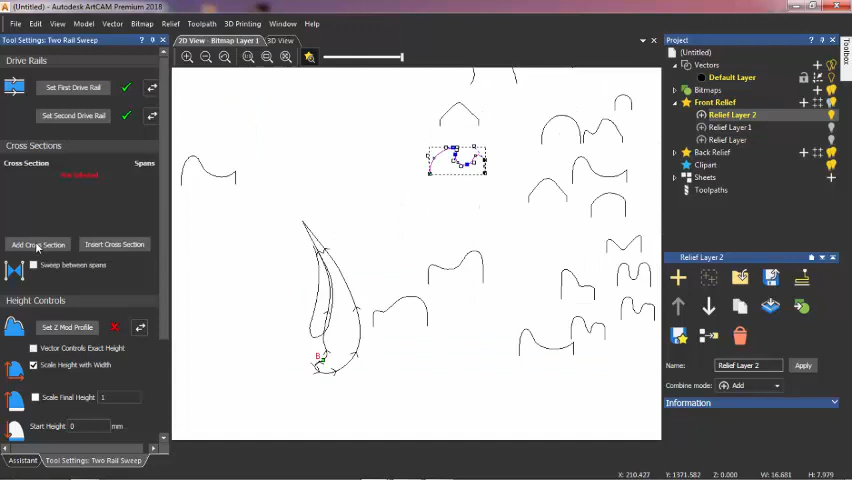 (Untitled) - Autodesk ArtCAM Premium 2018
File Edit View Model Vector Bitmap Relief Toolpath 3D Printing Window Help
Tool Settings: Two Rail Sweep
2D View - Bitmap Layer 1 3D View
Project
Toolbox
Drive Rails
Set First Drive Rail
Set Second Drive Rail
Cross Sections
Cross Section Spans
Not Selected
Add Cross Section Insert Cross Section
Sweep between spans
Height Controls
Set Z Mod Profile
Vector Controls Exact Height
Scale Height with Width
Scale Final Height 1
Start Height 0 mm
Assistant Tool Settings: Two Rail Sweep
B
(Untitled)
Vectors
Default Layer
Bitmaps
Front Relief
Relief Layer 2
Relief Layer 1
Relief Layer
Back Relief
Clipart
Sheets
Toolpaths
Relief Layer 2
Name: Relief Layer 2 Apply
Combine mode: Add
Information
X: 210.427 Y: 1371.582 Z: 0.000 W: 16.681 H: 7.979